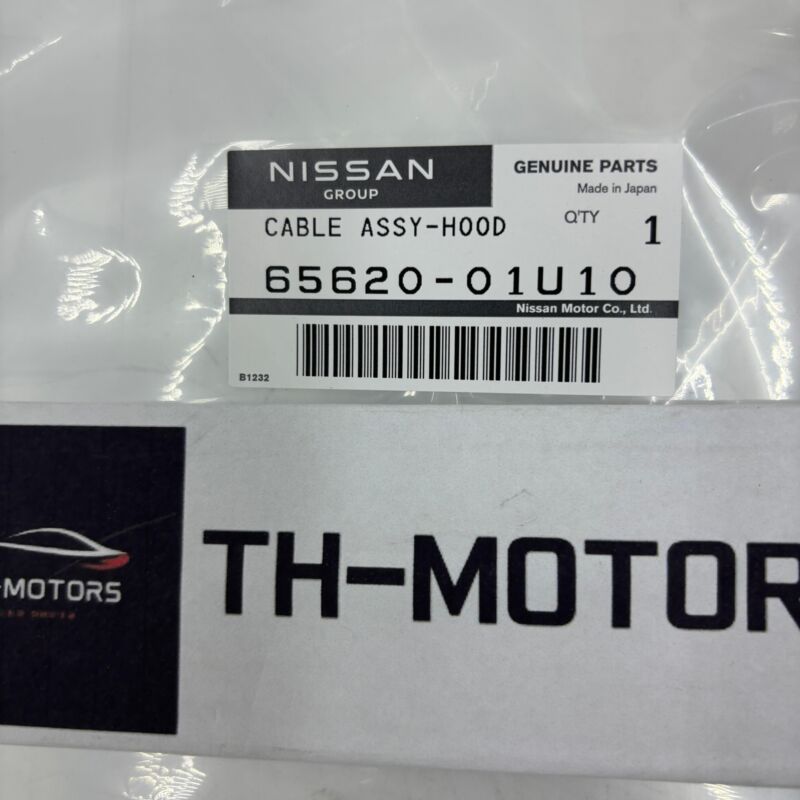 NISSAN
GROUP
GENUINE PARTS
Made in Japan
CABLE ASSY-HOOD
Q'TY 1
65620-01U10
Nissan Motor Co., Ltd.
B1232
-MOTORS
TH-MOTOR